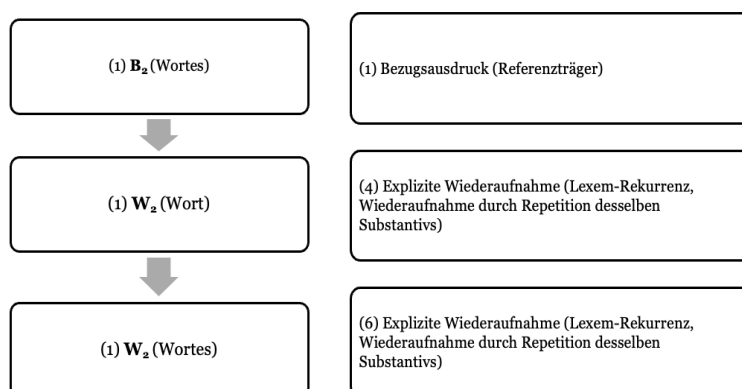 (1) B₂ (Wortes)
(1) Bezugsausdruck (Referenzträger)
(1) W₂ (Wort)
(4) Explizite Wiederaufnahme (Lexem-Rekurrenz,
Wiederaufnahme durch Repetition desselben
Substantivs)
(1) W₂ (Wortes)
(6) Explizite Wiederaufnahme (Lexem-Rekurrenz,
Wiederaufnahme durch Repetition desselben
Substantivs)